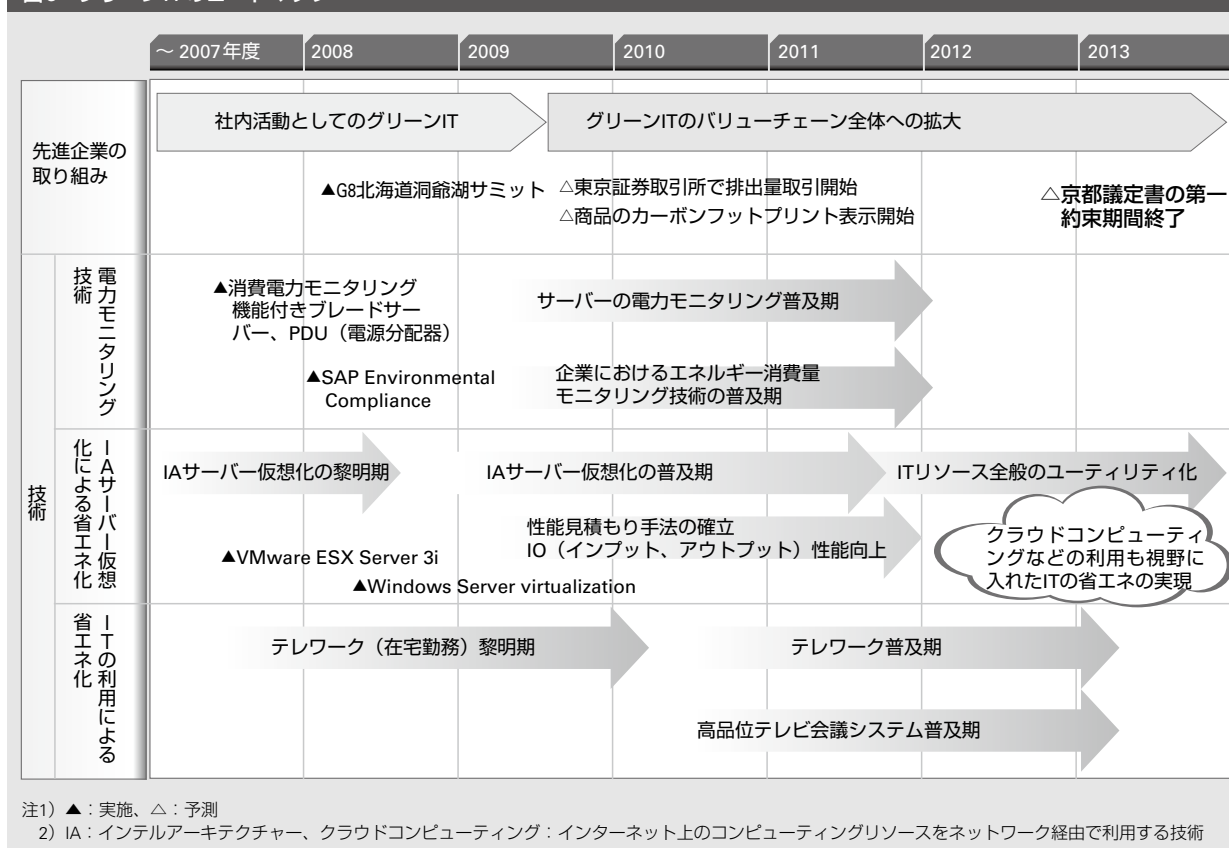 ～2007年度
2008
2009
2010
2011
2012
2013
先進企業の
取り組み
社内活動としてのグリーンIT
グリーンITのバリューチェーン全体への拡大
▲G8北海道洞爺湖サミット
△東京証券取引所で排出量取引開始
△商品のカーボンフットプリント表示開始
△京都議定書の第一
約束期間終了
技術
電力モニタリング
技術
▲消費電力モニタリング
機能付きブレードサー
バー、PDU（電源分配器）
サーバーの電力モニタリング普及期
▲SAP Environmental
Compliance
企業におけるエネルギー消費量
モニタリング技術の普及期
IAサーバー仮想
化による省エネ化
IAサーバー仮想化の黎明期
IAサーバー仮想化の普及期
ITリソース全般のユーティリティ化
性能見積もり手法の確立
IO（インプット、アウトプット）性能向上
▲VMware ESX Server 3i
▲Windows Server virtualization
クラウドコンピューティ
ングなどの利用も視野に
入れたITの省エネの実現
ITの利用による
省エネ化
テレワーク（在宅勤務）黎明期
テレワーク普及期
高品位テレビ会議システム普及期
注1）▲：実施、△：予測
2）IA：インテルアーキテクチャー、クラウドコンピューティング：インターネット上のコンピューティングリソースをネットワーク経由で利用する技術